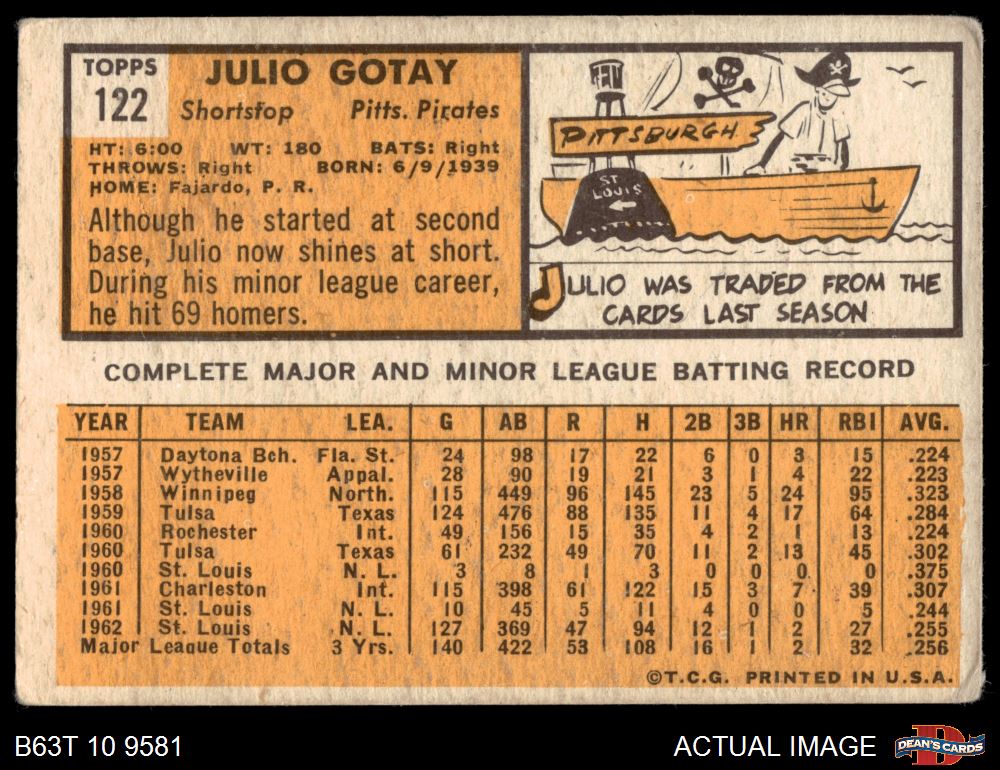 TOPPS
122
JULIO GOTAY
Shortstop Pitts. Pirates
HT: 6:00 WT: 180 BATS: Right
THROWS: Right BORN: 6/9/1939
HOME: Fajardo, P. R.
Although he started at second
base, Julio now shines at short.
During his minor league career,
he hit 69 homers.
PITTSBURGH
ST.
LOUIS
JULIO WAS TRADED FROM THE
CARDS LAST SEASON
COMPLETE MAJOR AND MINOR LEAGUE BATTING RECORD
YEAR TEAM LEA. G AB R H 2B 3B HR RBI AVG.
1957 Daytona Bch. Fla. St. 24 98 17 22 6 0 3 15 .224
1957 Wytheville Appal. 28 90 19 21 3 1 4 22 .223
1958 Winnipeg North. 115 449 96 145 23 5 24 95 .323
1959 Tulsa Texas 124 476 88 135 11 4 17 64 .284
1960 Rochester Int. 49 156 15 35 4 2 1 13 .224
1960 Tulsa Texas 61 232 49 70 11 2 13 45 .302
1960 St. Louis N. L. 3 8 1 3 0 0 0 0 .375
1961 Charleston Int. 115 398 61 122 15 3 7 39 .307
1961 St. Louis N. L. 10 45 5 11 4 0 0 5 .244
1962 St. Louis N. L. 127 369 47 94 12 1 2 27 .255
Major League Totals 3 Yrs. 140 422 53 108 16 1 2 32 .256
©T.C.G. PRINTED IN U.S.A.
B63T 10 9581
ACTUAL IMAGE
DEAN'S CARDS